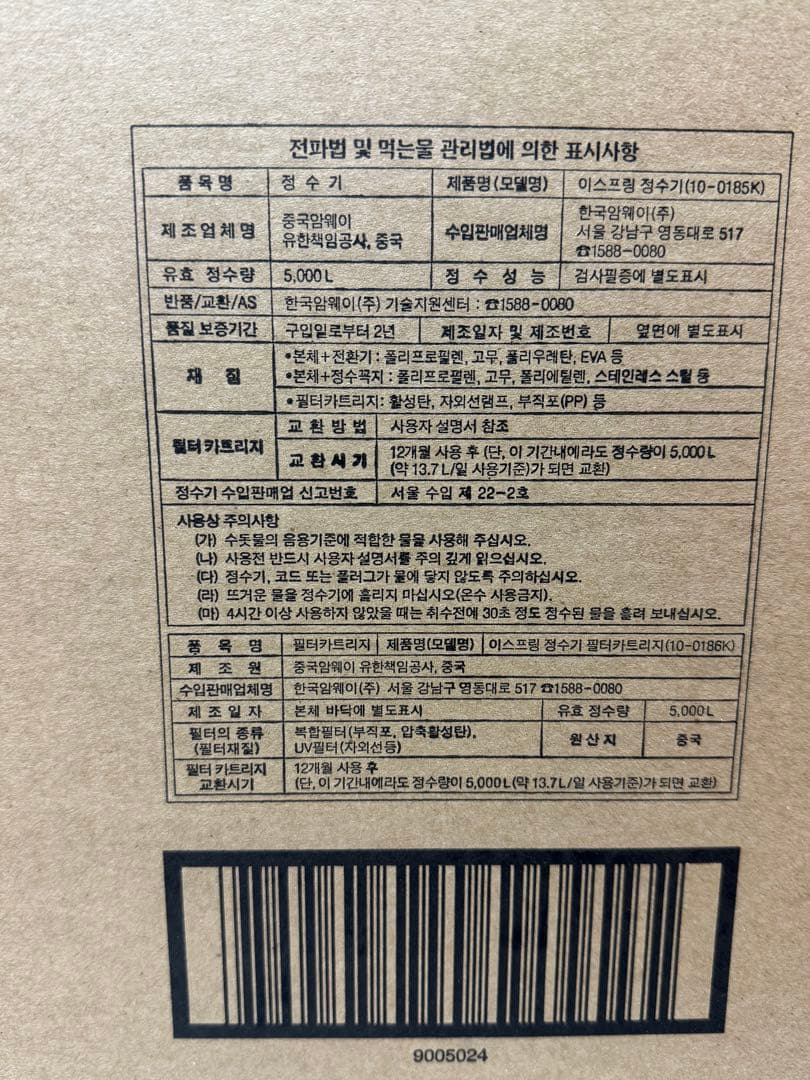 전파법 및 먹는물 관리법에 의한 표시사항
품목명 정수기 제품명(모델명) 이스프링 정수기(10-0185K)
제조업체명 중국암웨이 유한책임공사, 중국 수입판매업체명 한국암웨이(주) 서울 강남구 영동대로 517 ☎1588-0080
유효 정수량 5,000L 정수성능 검사필증에 별도표시
반품/교환/AS 한국암웨이(주) 기술지원센터 : ☎1588-0080
품질 보증기간 구입일로부터 2년 제조일자 및 제조번호 옆면에 별도표시
재질 •본체+전환기 : 폴리프로필렌, 고무, 폴리우레탄, EVA 등
•본체+정수꼭지 : 폴리프로필렌, 고무, 폴리에틸렌, 스테인레스 스틸 등
•필터카트리지: 활성탄, 자외선램프, 부직포(PP) 등
필터카트리지 교환방법 사용자 설명서 참조
교환시기 12개월 사용 후 (단, 이 기간내에라도 정수량이 5,000L
(약 13.7L/일 사용기준)가 되면 교환)
정수기 수입판매업 신고번호 서울 수입 제 22-2호
사용상 주의사항
(가) 수돗물의 음용기준에 적합한 물을 사용해 주십시오.
(나) 사용전 반드시 사용자 설명서를 주의 깊게 읽으십시오.
(다) 정수기, 코드 또는 플러그가 물에 닿지 않도록 주의하십시오.
(라) 뜨거운 물을 정수기에 흘리지 마십시오(온수 사용금지).
(마) 4시간 이상 사용하지 않았을 때는 취수전에 30초 정도 정수된 물을 흘려 보내십시오.
품목명 필터카트리지 제품명(모델명) 이스프링 정수기 필터카트리지(10-0186K)
제조원 중국암웨이 유한책임공사, 중국
수입판매업체명 한국암웨이(주) 서울 강남구 영동대로 517 ☎1588-0080
제조일자 본체 바닥에 별도표시 유효 정수량 5,000L
필터의 종류 (필터재질) 복합필터(부직포, 압축활성탄), UV필터(자외선등) 원산지 중국
필터 카트리지 교환시기 12개월 사용 후
(단, 이 기간내에라도 정수량이 5,000L(약 13.7L/일 사용기준)가 되면 교환)
9005024